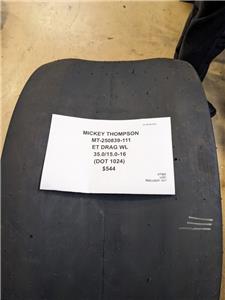 MICKEY THOMPSON
MT-250839-111
ET DRAG WL
35.0/15.0-16
(DOT 1024)
$544